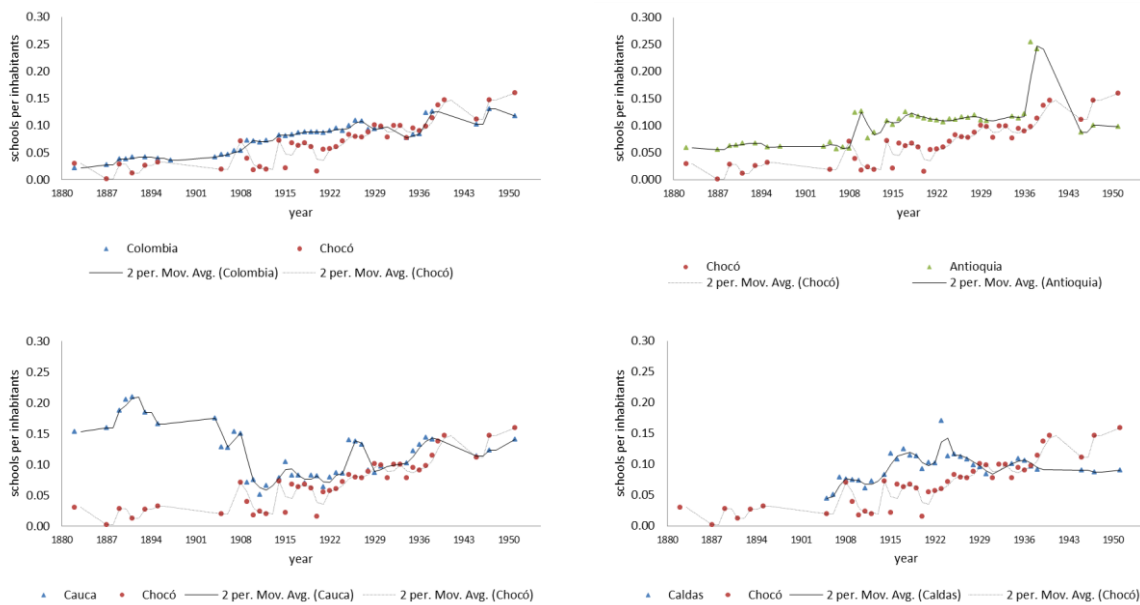 schools per inhabitants
0.30
0.25
0.20
0.15
0.10
0.05
0.00
1880 1887 1894 1901 1908 1915 1922 1929 1936 1943 1950
year
Colombia Chocó
2 per. Mov. Avg. (Colombia) 2 per. Mov. Avg. (Chocó)
schools per inhabitants
0.300
0.250
0.200
0.150
0.100
0.050
0.000
1880 1887 1894 1901 1908 1915 1922 1929 1936 1943 1950
year
Chocó Antioquia
2 per. Mov. Avg. (Chocó) 2 per. Mov. Avg. (Antioquia)
schools per inhabitants
0.30
0.25
0.20
0.15
0.10
0.05
0.00
1880 1887 1894 1901 1908 1915 1922 1929 1936 1943 1950
year
Cauca Chocó 2 per. Mov. Avg. (Cauca) 2 per. Mov. Avg. (Chocó)
schools per inhabitants
0.30
0.25
0.20
0.15
0.10
0.05
0.00
1880 1887 1894 1901 1908 1915 1922 1929 1936 1943 1950
year
Caldas Chocó 2 per. Mov. Avg. (Caldas) 2 per. Mov. Avg. (Chocó)